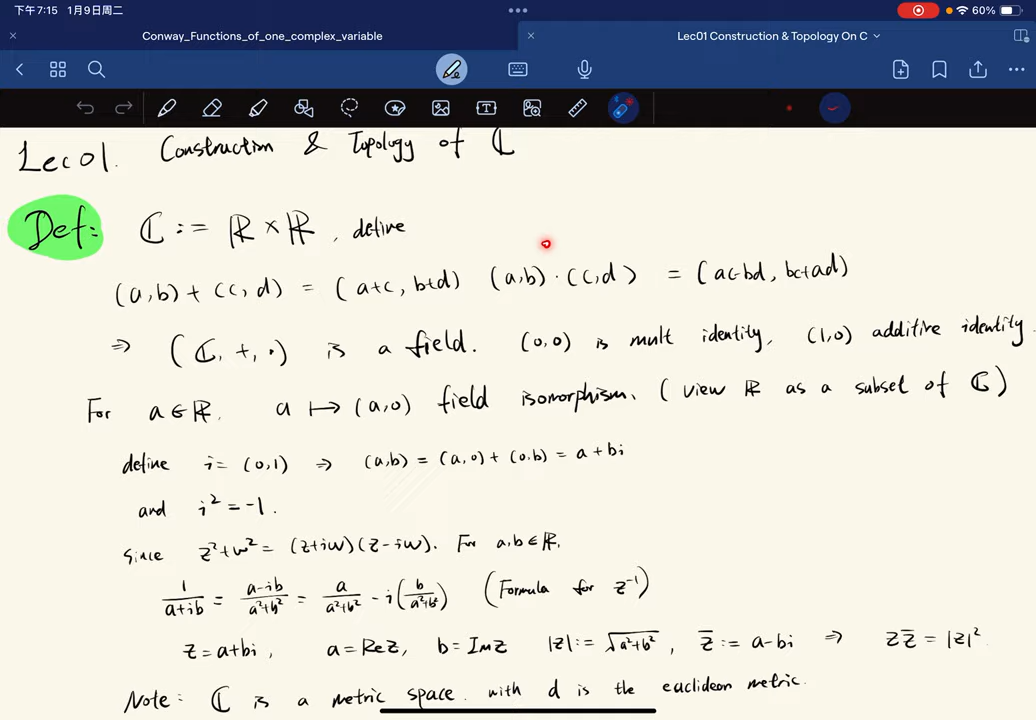 下午7:15 1月9日周二 60%
Conway_Functions_of_one_complex_variable Lec01 Construction & Topology On C
Lec01. Construction & Topology of ℂ
Def: ℂ := ℝ × ℝ, define
(a,b) + (c,d) = (a+c, b+d) (a,b)·(c,d) = (ac-bd, bc+ad)
⇒ (ℂ, +, ·) is a field. (0,0) is mult identity, (1,0) additive identity.
For a∈ℝ. a ↦ (a,0) field isomorphism. (view ℝ as a subset of ℂ)
define i = (0,1) ⇒ (a,b) = (a,0) + (0,b) = a + bi
and i² = -1.
Since z²+w² = (z+iw)(z-iw). For a,b∈ℝ,
1/(a+ib) = (a-ib)/(a²+b²) = a/(a²+b²) - i(b/(a²+b²)) (Formula for z⁻¹)
z = a+bi, a = Re z, b = Im z |z| := √(a²+b²), z̄ := a-bi ⇒ zz̄ = |z|².
Note: ℂ is a metric space. with d is the euclidean metric.